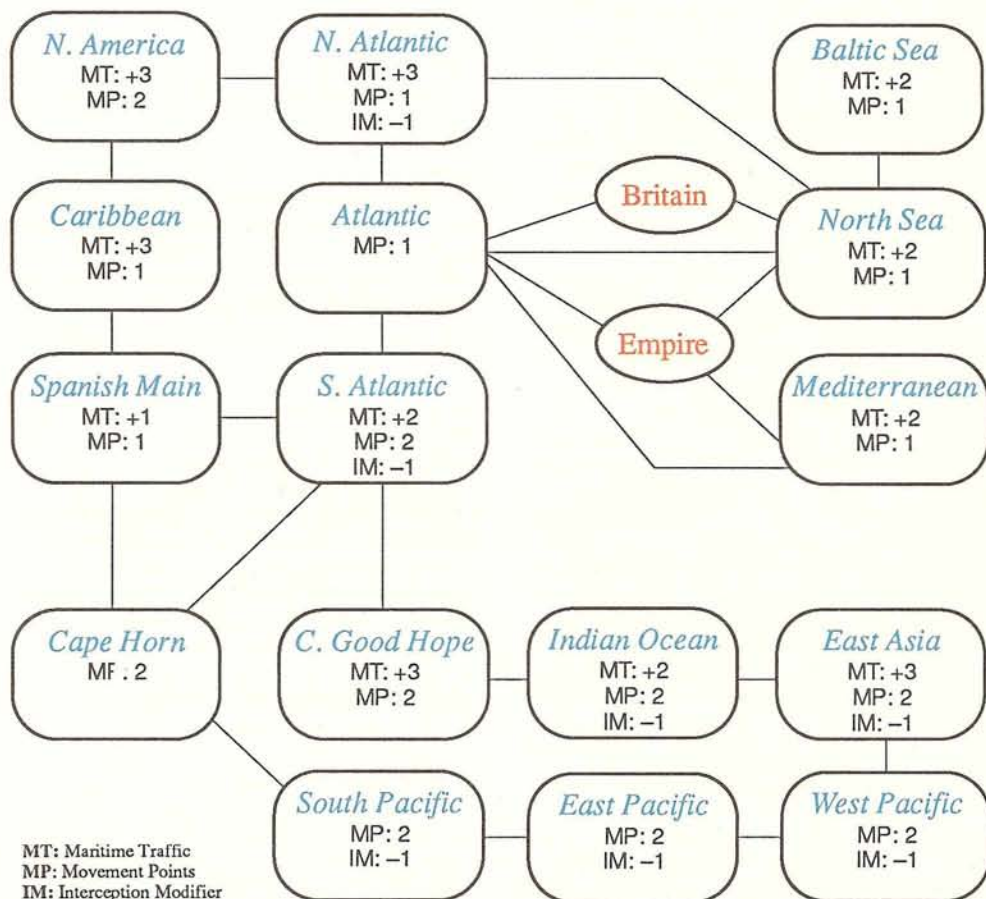 N. America
MT: +3
MP: 2
N. Atlantic
MT: +3
MP: 1
IM: –1
Baltic Sea
MT: +2
MP: 1
Caribbean
MT: +3
MP: 1
Atlantic
MP: 1
Britain
North Sea
MT: +2
MP: 1
Empire
Spanish Main
MT: +1
MP: 1
S. Atlantic
MT: +2
MP: 2
IM: –1
Mediterranean
MT: +2
MP: 1
Cape Horn
MP: 2
C. Good Hope
MT: +3
MP: 2
Indian Ocean
MT: +2
MP: 2
IM: –1
East Asia
MT: +3
MP: 2
IM: –1
South Pacific
MP: 2
IM: –1
East Pacific
MP: 2
IM: –1
West Pacific
MP: 2
IM: –1
MT: Maritime Traffic
MP: Movement Points
IM: Interception Modifier